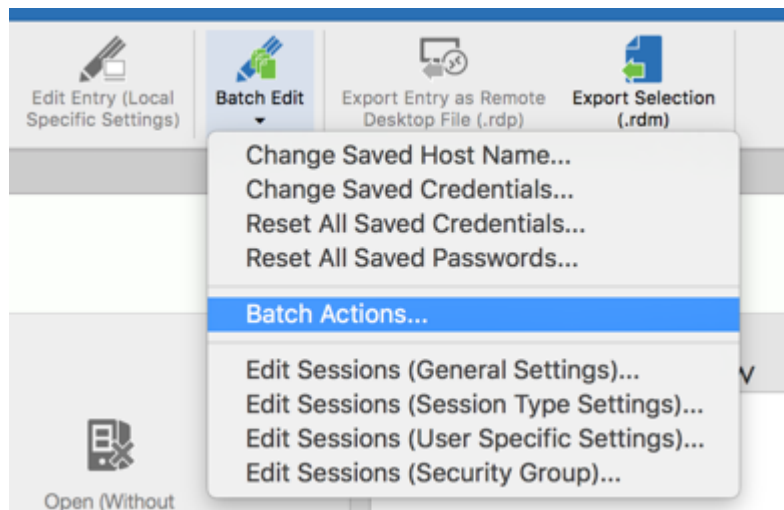 Edit Entry (Local
Specific Settings)
Batch Edit
Export Entry as Remote
Desktop File (.rdp)
Export Selection
(.rdm)
Change Saved Host Name...
Change Saved Credentials...
Reset All Saved Credentials...
Reset All Saved Passwords...
Batch Actions...
Edit Sessions (General Settings)...
Edit Sessions (Session Type Settings)...
Edit Sessions (User Specific Settings)...
Edit Sessions (Security Group)...
Open (Without